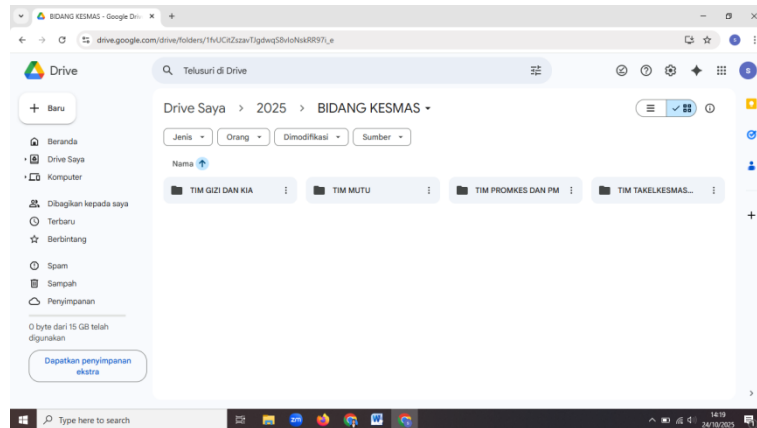 BIDANG KESMAS - Google Driv
drive.google.com/drive/folders/1fvUCitZszavTJgdwqS8vIoNskRR97i_e
Drive
Telusuri di Drive
S
Baru
Drive Saya > 2025 > BIDANG KESMAS
Jenis Orang Dimodifikasi Sumber
Nama
TIM GIZI DAN KIA TIM MUTU TIM PROMKES DAN PM TIM TAKELKESMAS...
Beranda
Drive Saya
Komputer
Dibagikan kepada saya
Terbaru
Berbintang
Spam
Sampah
Penyimpanan
0 byte dari 15 GB telah
digunakan
Dapatkan penyimpanan
ekstra
Type here to search
zm
W
14:19
24/10/2025